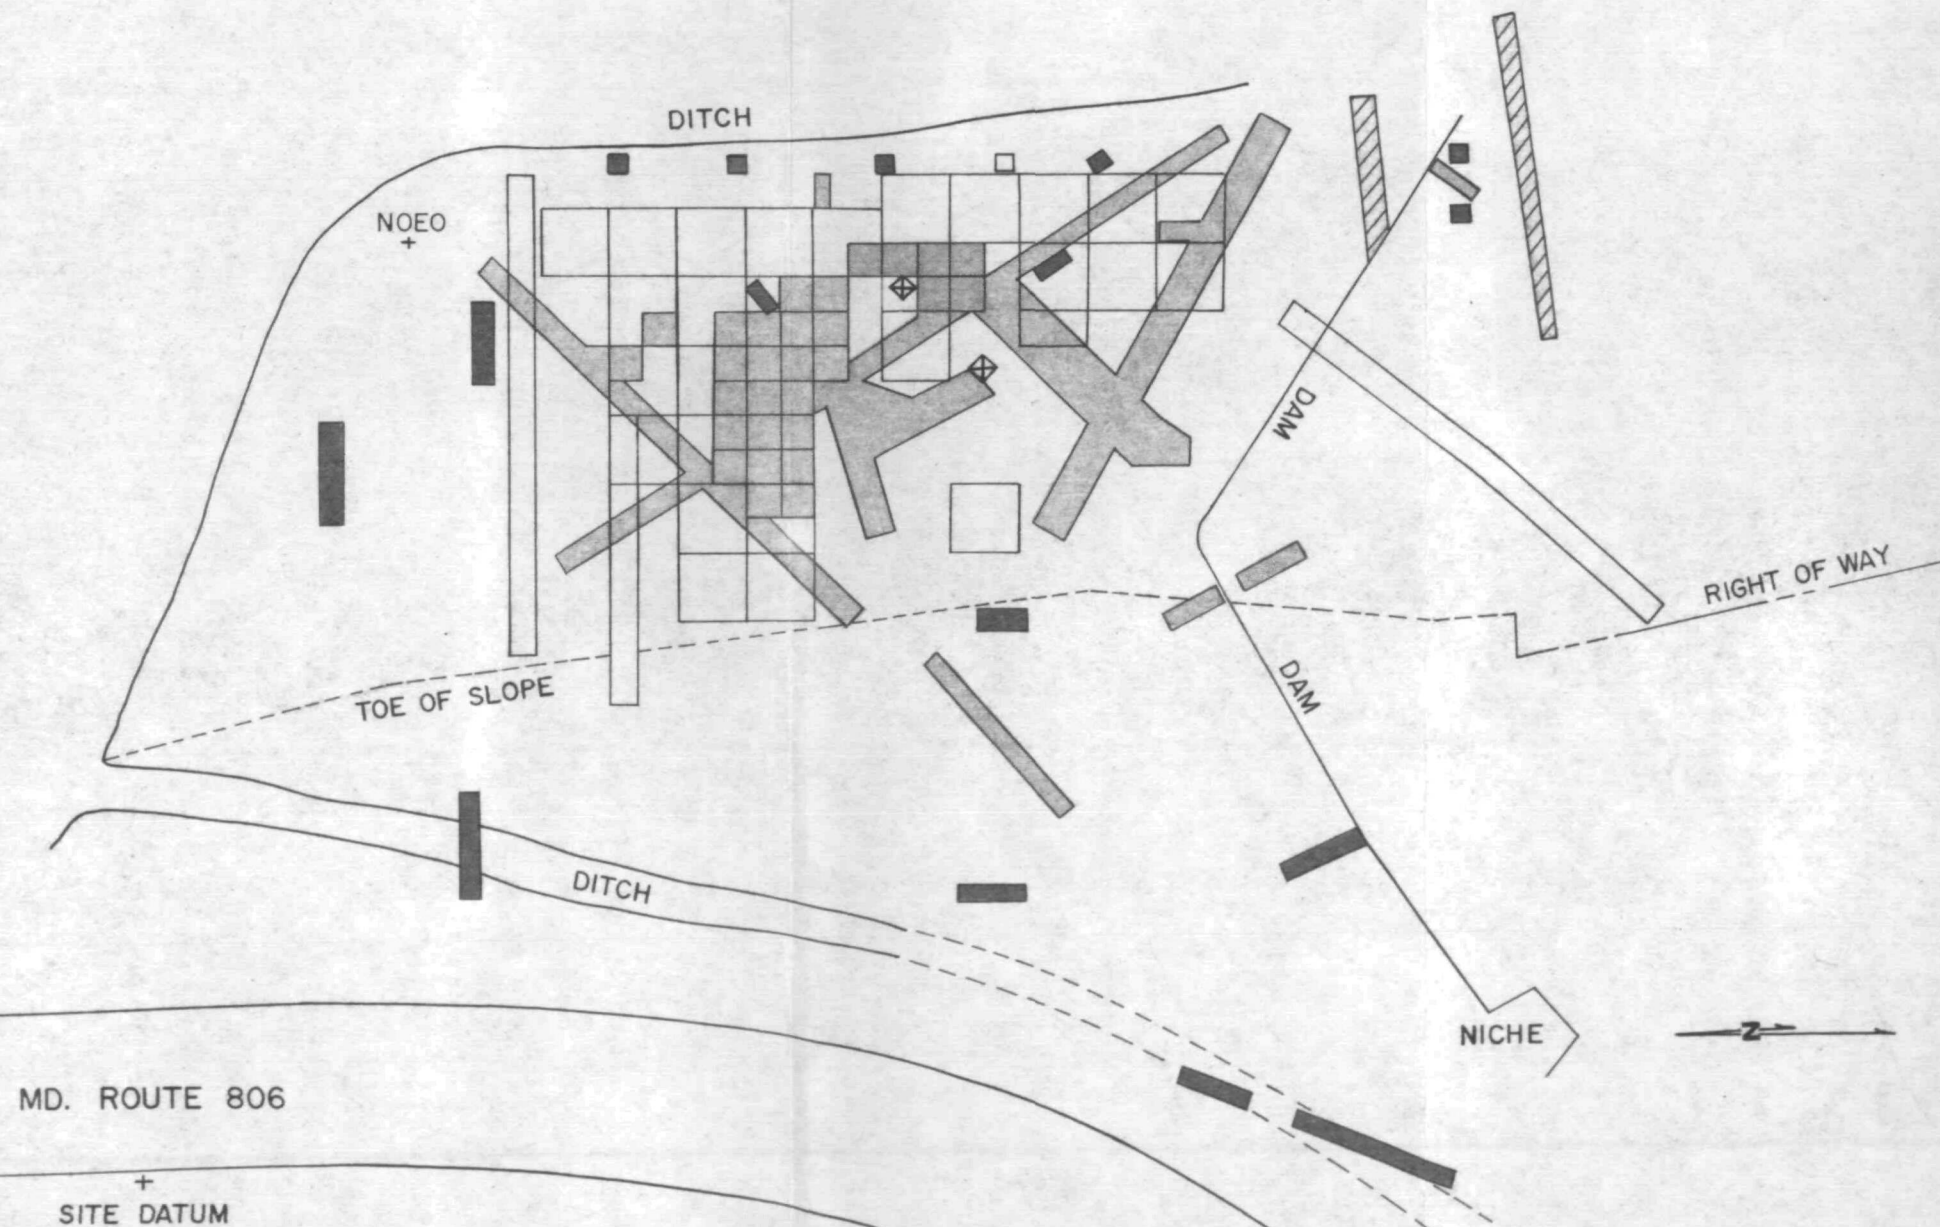 DITCH
NOEO
DAM
RIGHT OF WAY
TOE OF SLOPE
DAM
DITCH
NICHE
N
MD. ROUTE 806
SITE DATUM